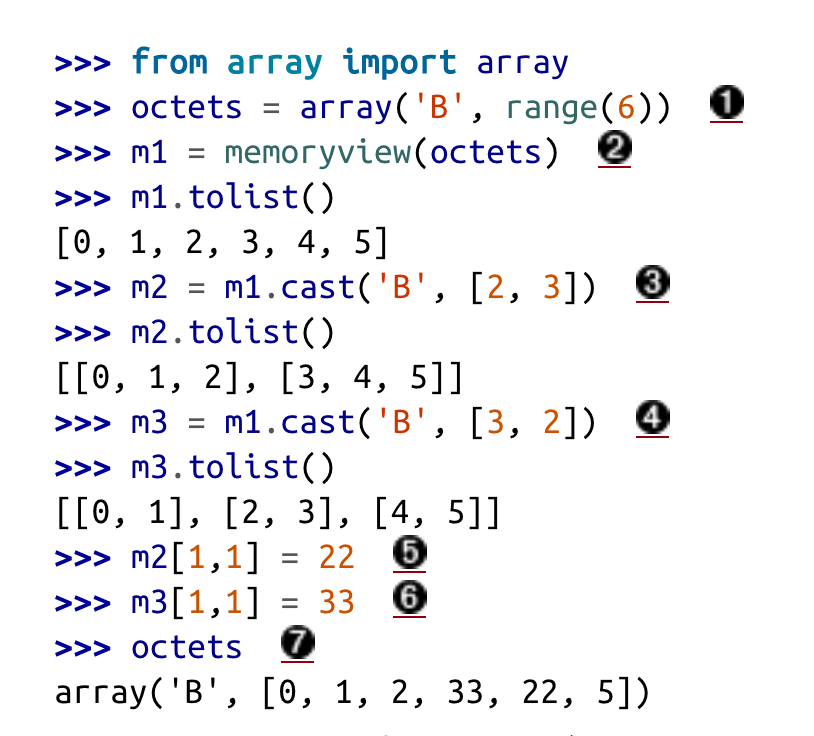 >>> from array import array
>>> octets = array('B', range(6)) ❶
>>> m1 = memoryview(octets) ❷
>>> m1.tolist()
[0, 1, 2, 3, 4, 5]
>>> m2 = m1.cast('B', [2, 3]) ❸
>>> m2.tolist()
[[0, 1, 2], [3, 4, 5]]
>>> m3 = m1.cast('B', [3, 2]) ❹
>>> m3.tolist()
[[0, 1], [2, 3], [4, 5]]
>>> m2[1,1] = 22 ❺
>>> m3[1,1] = 33 ❻
>>> octets ❼
array('B', [0, 1, 2, 33, 22, 5])